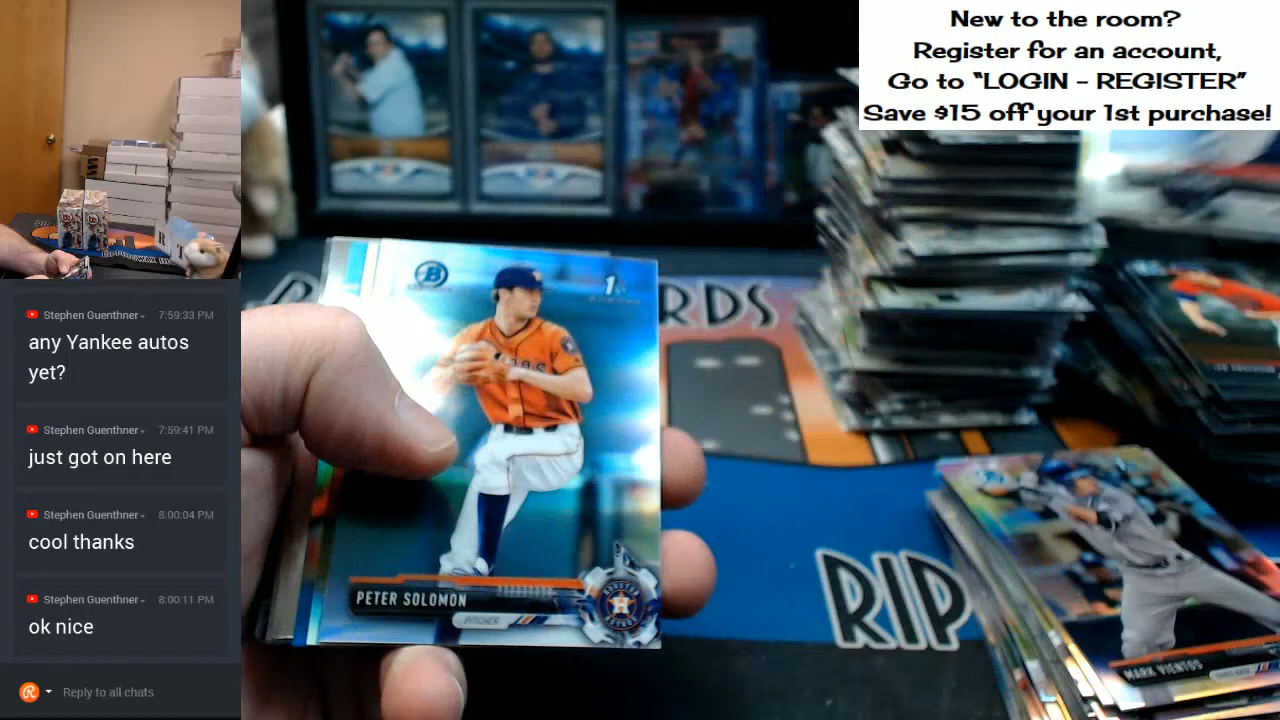 New to the room?
Register for an account,
Go to "LOGIN - REGISTER"
Save $15 off your 1st purchase!
Stephen Guenthner 7:59:33 PM
any Yankee autos
yet?
Stephen Guenthner 7:59:41 PM
just got on here
Stephen Guenthner 8:00:04 PM
cool thanks
Stephen Guenthner 8:00:11 PM
ok nice
Reply to all chats
B
1st
PETER SOLOMON
PITCHER
RDS
RIP
MARK VIENTOS